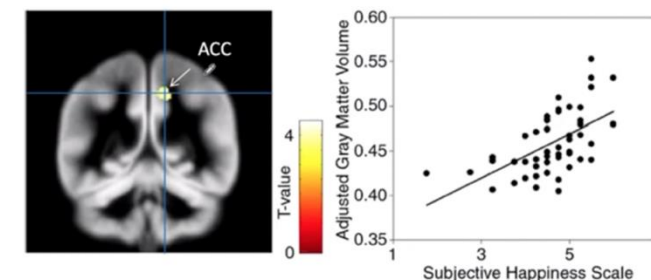 ACC
4
T-value
0
Adjusted Gray Matter Volume
0.60
0.55
0.50
0.45
0.40
0.35
1
3
5
Subjective Happiness Scale